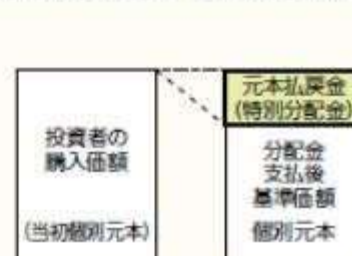 投資者の
購入価額
(当初個別元本)
元本払戻金
(特別分配金)
分配金
支払後
基準価額
個別元本